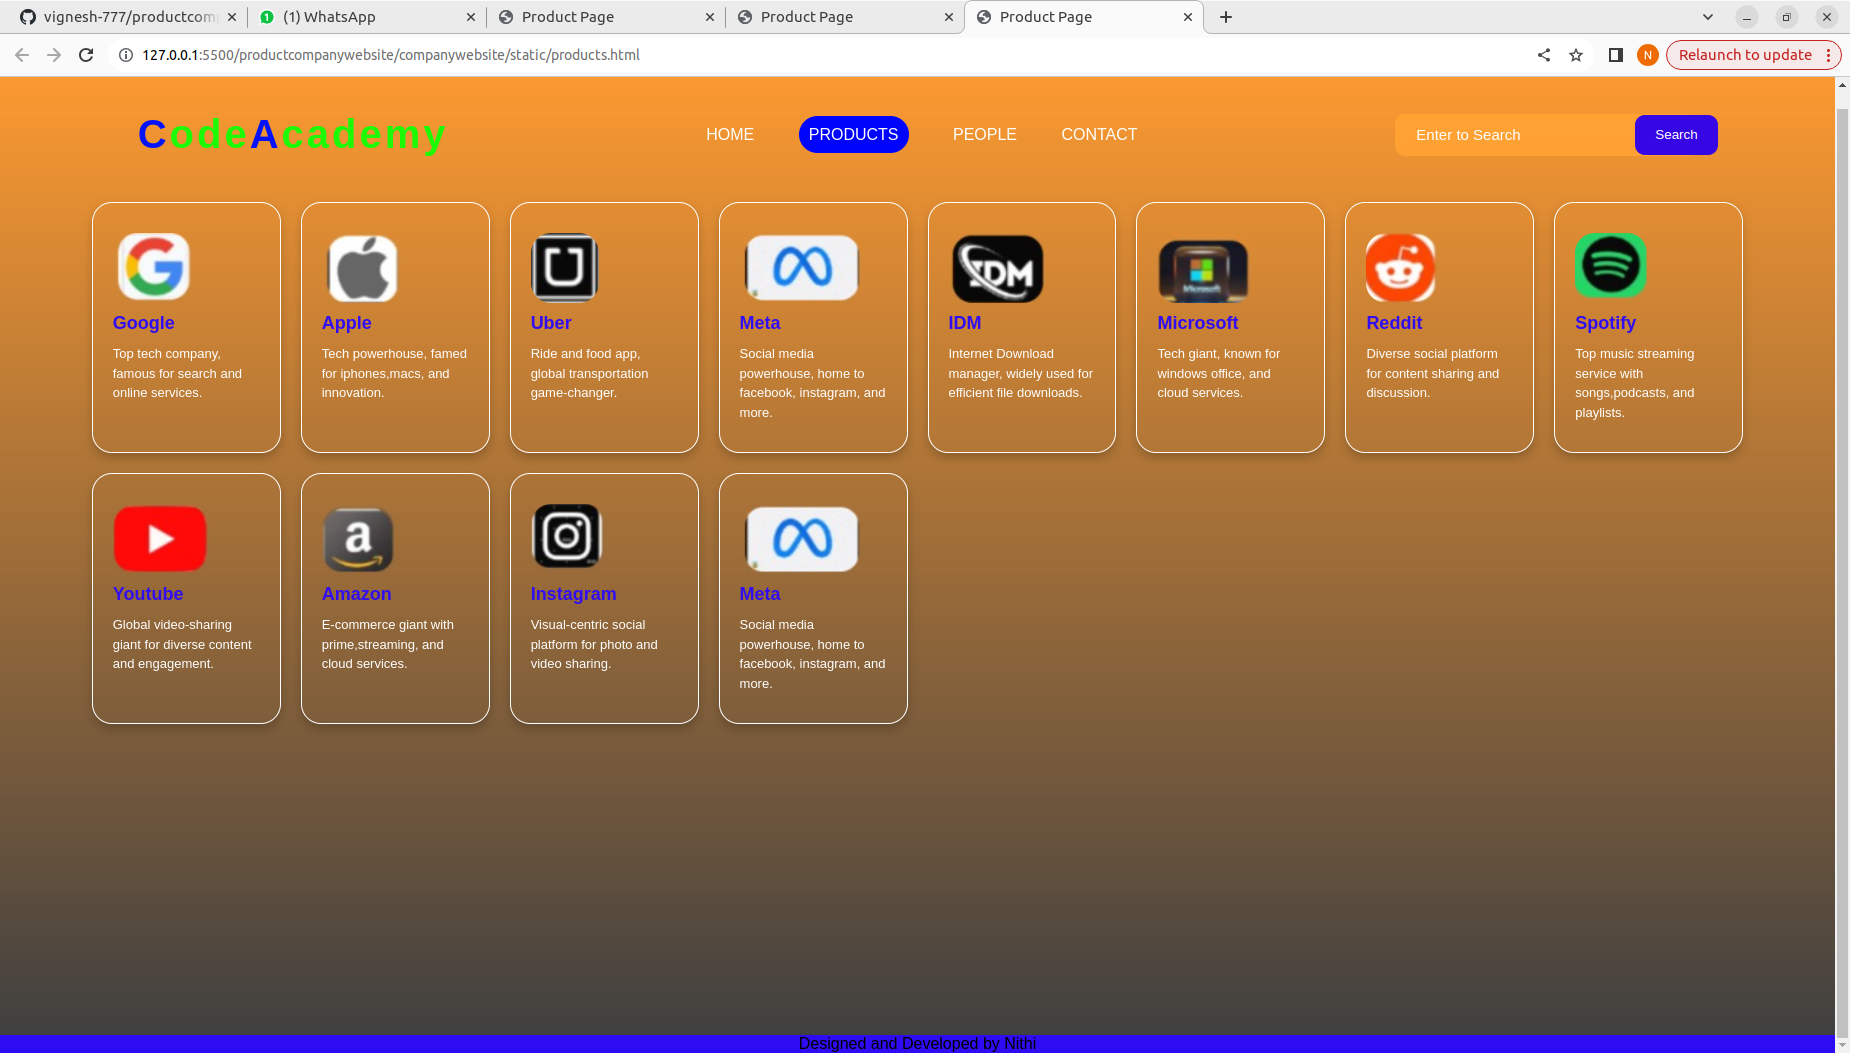 vignesh-777/productcom
(1) WhatsApp
Product Page
Product Page
Product Page
127.0.0.1:5500/productcompanywebsite/companywebsite/static/products.html
N
Relaunch to update
CodeAcademy
HOME
PRODUCTS
PEOPLE
CONTACT
Enter to Search
Search
Google
Top tech company,
famous for search and
online services.
Apple
Tech powerhouse, famed
for iphones,macs, and
innovation.
Uber
Ride and food app,
global transportation
game-changer.
Meta
Social media
powerhouse, home to
facebook, instagram, and
more.
IDM
IDM
Internet Download
manager, widely used for
efficient file downloads.
Microsoft
Microsoft
Tech giant, known for
windows office, and
cloud services.
Reddit
Diverse social platform
for content sharing and
discussion.
Spotify
Top music streaming
service with
songs,podcasts, and
playlists.
Youtube
Global video-sharing
giant for diverse content
and engagement.
Amazon
E-commerce giant with
prime,streaming, and
cloud services.
Instagram
Visual-centric social
platform for photo and
video sharing.
Meta
Social media
powerhouse, home to
facebook, instagram, and
more.
Designed and Developed by Nithi